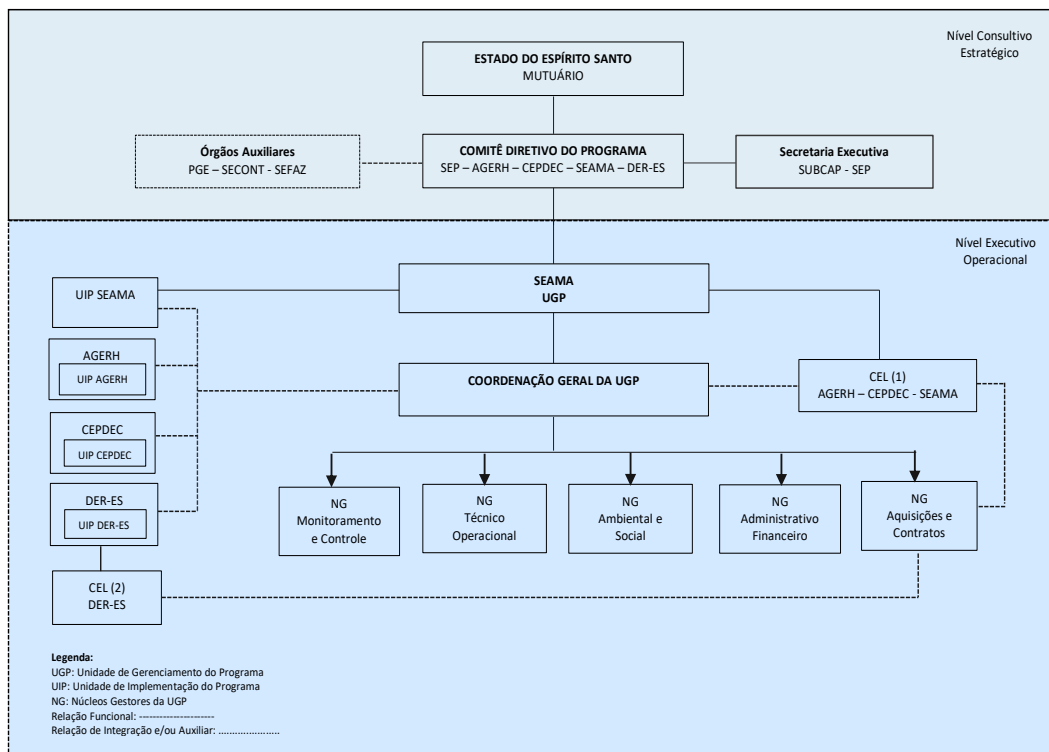 Nível Consultivo
Estratégico
ESTADO DO ESPÍRITO SANTO
MUTUÁRIO
Órgãos Auxiliares
PGE – SECONT - SEFAZ
COMITÊ DIRETIVO DO PROGRAMA
SEP – AGERH – CEPDEC – SEAMA – DER-ES
Secretaria Executiva
SUBCAP - SEP
Nível Executivo
Operacional
SEAMA
UGP
UIP SEAMA
AGERH
UIP AGERH
COORDENAÇÃO GERAL DA UGP
CEL (1)
AGERH – CEPDEC - SEAMA
CEPDEC
UIP CEPDEC
DER-ES
UIP DER-ES
NG
Monitoramento
e Controle
NG
Técnico
Operacional
NG
Ambiental e
Social
NG
Administrativo
Financeiro
NG
Aquisições e
Contratos
CEL (2)
DER-ES
Legenda:
UGP: Unidade de Gerenciamento do Programa
UIP: Unidade de Implementação do Programa
NG: Núcleos Gestores da UGP
Relação Funcional: ----------------------
Relação de Integração e/ou Auxiliar: .....................